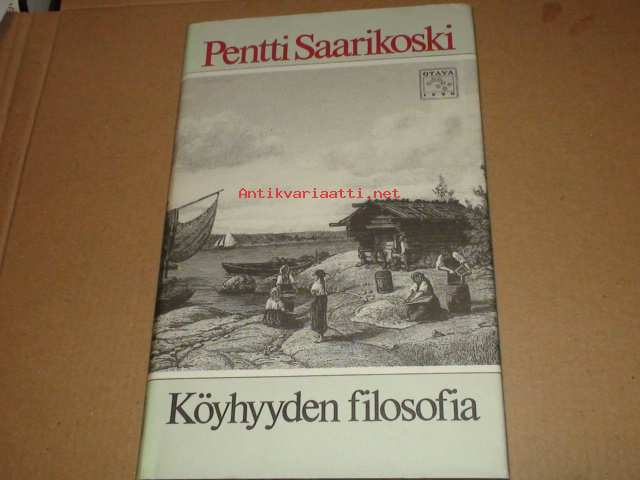 Pentti Saarikoski
OTAVA
Antikvariaatti.net
Köyhyyden filosofia